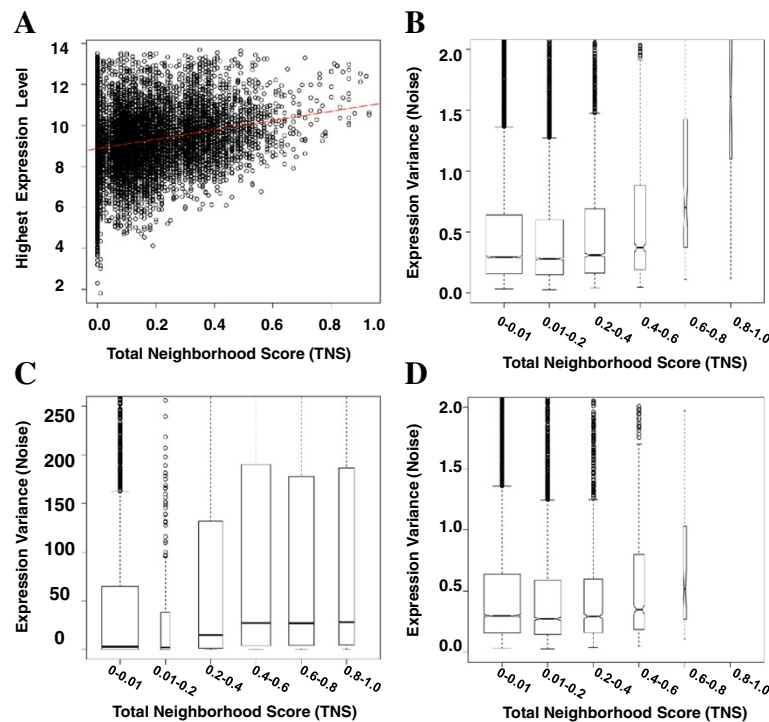 A
Highest Expression Level
14
12
10
8
6
4
2
0.0 0.2 0.4 0.6 0.8 1.0
Total Neighborhood Score (TNS)
B
Expression Variance (Noise)
2.0
1.5
1.0
0.5
0.0
0-0.01 0.01-0.2 0.2-0.4 0.4-0.6 0.6-0.8 0.8-1.0
Total Neighborhood Score (TNS)
C
Expression Variance (Noise)
250
200
150
100
50
0
0-0.01 0.01-0.2 0.2-0.4 0.4-0.6 0.6-0.8 0.8-1.0
Total Neighborhood Score (TNS)
D
Expression Variance (Noise)
2.0
1.5
1.0
0.5
0.0
0-0.01 0.01-0.2 0.2-0.4 0.4-0.6 0.6-0.8 0.8-1.0
Total Neighborhood Score (TNS)